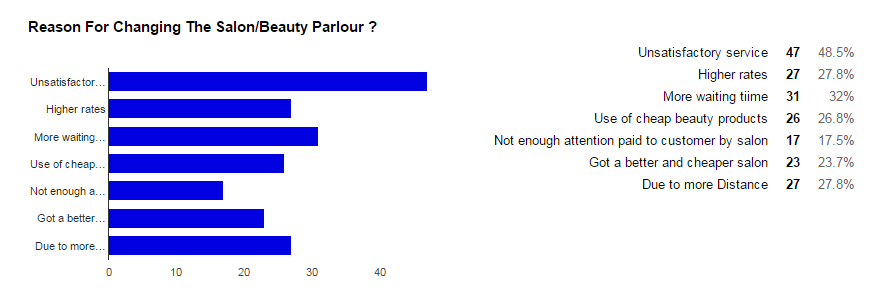 Reason For Changing The Salon/Beauty Parlour ?
Unsatisfactor...
Higher rates
More waiting...
Use of cheap...
Not enough a...
Got a better...
Due to more...
0 10 20 30 40
Unsatisfactory service 47 48.5%
Higher rates 27 27.8%
More waiting tiime 31 32%
Use of cheap beauty products 26 26.8%
Not enough attention paid to customer by salon 17 17.5%
Got a better and cheaper salon 23 23.7%
Due to more Distance 27 27.8%